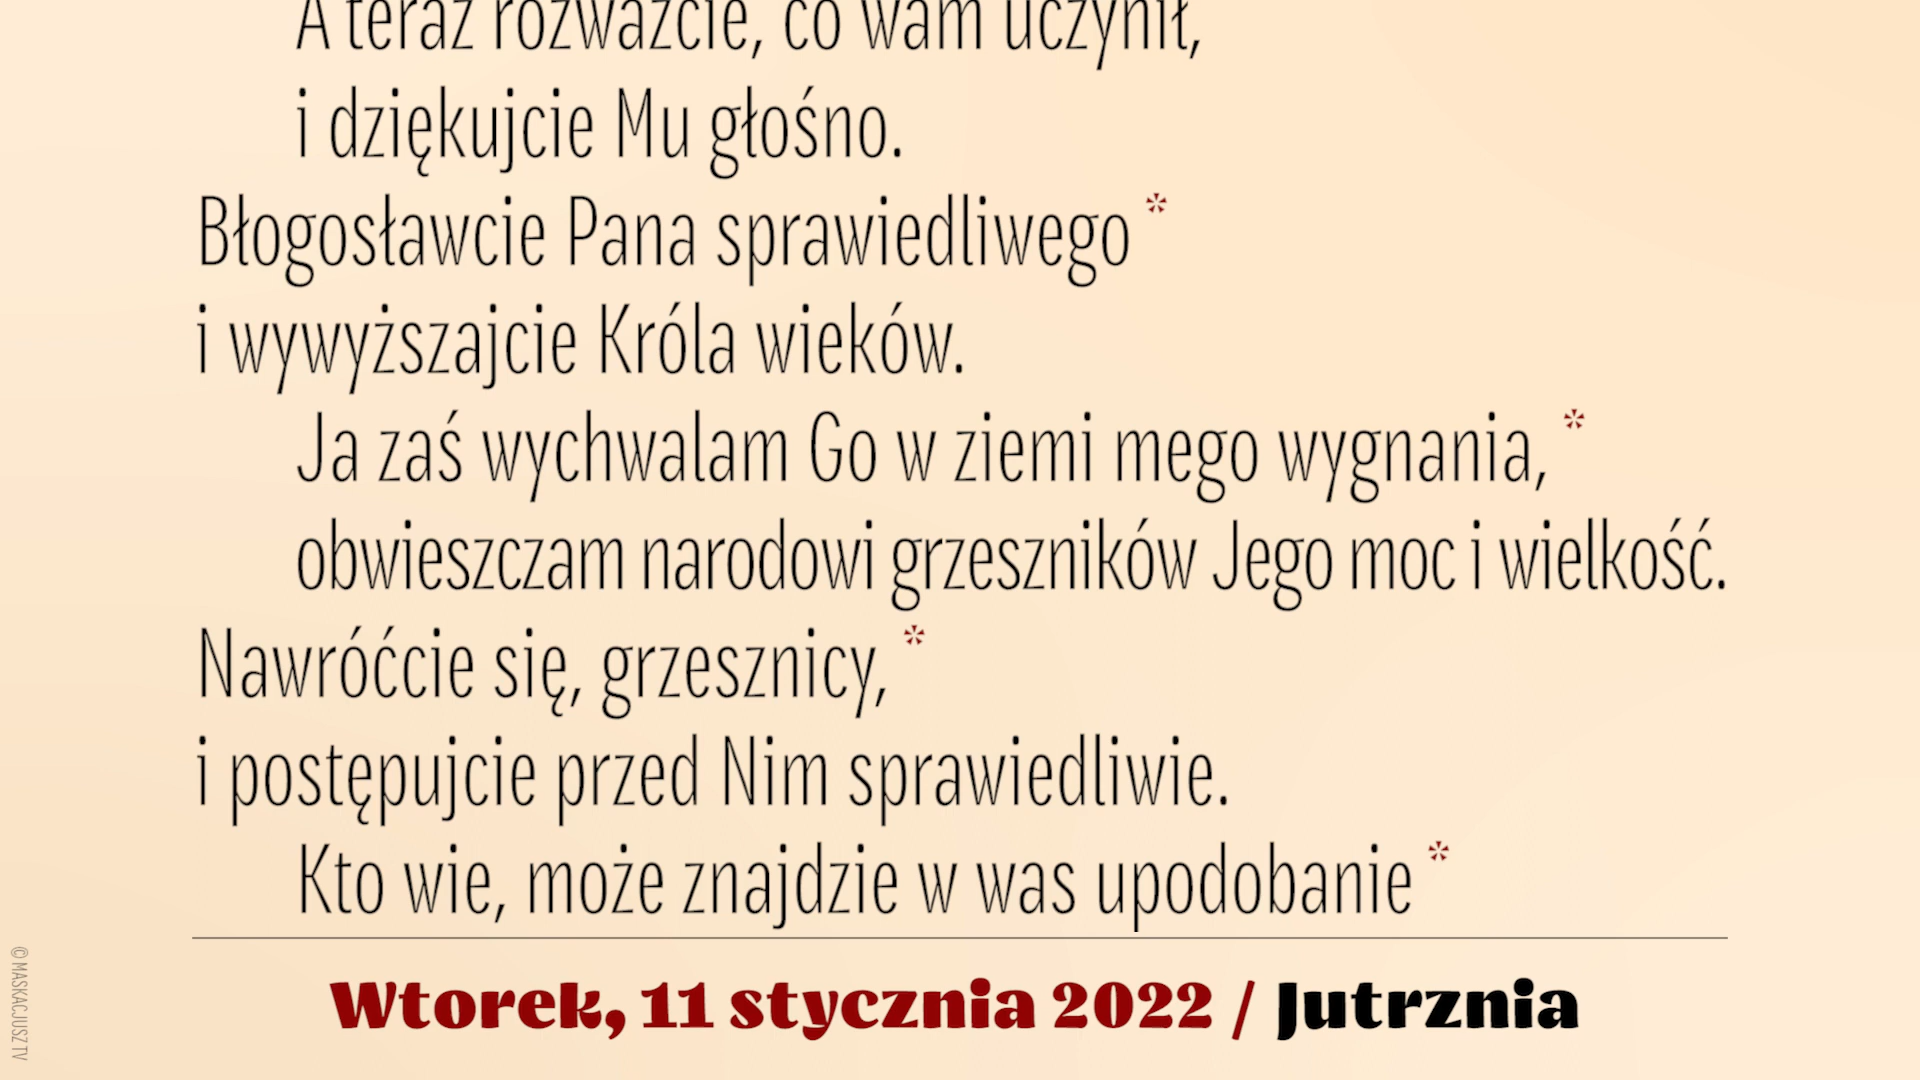 A teraz rozważcie, co wam uczynił,
i dziękujcie Mu głośno.
Błogosławcie Pana sprawiedliwego *
i wywyższajcie Króla wieków.
Ja zaś wychwalam Go w ziemi mego wygnania, *
obwieszczam narodowi grzeszników Jego moc i wielkość.
Nawróćcie się, grzesznicy, *
i postępujcie przed Nim sprawiedliwie.
Kto wie, może znajdzie w was upodobanie *
Wtorek, 11 stycznia 2022 / Jutrznia
© MASKACJUSZ TV